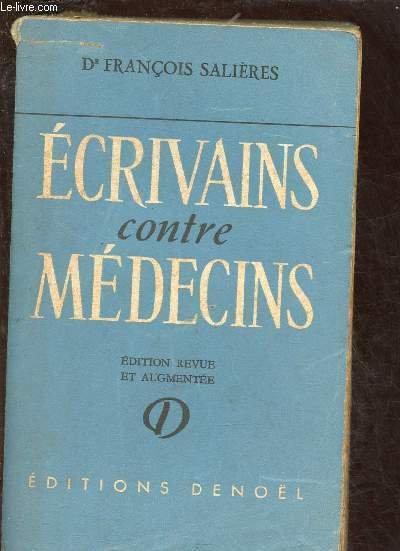 Le-livre.com
Dʳ FRANÇOIS SALIÈRES
ÉCRIVAINS
contre
MÉDECINS
ÉDITION REVUE
ET AUGMENTÉE
D
ÉDITIONS DENOËL